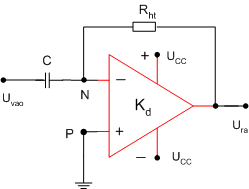 R_ht
+ U_CC
C
N
−
U_vao
K_d
U_ra
P
+
− U_CC